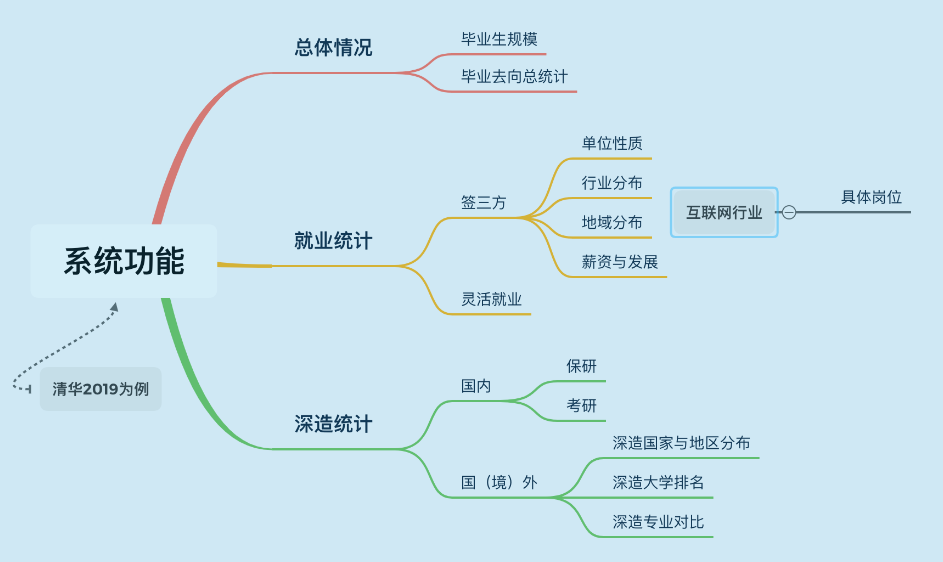 系统功能
清华2019为例
总体情况
毕业生规模
毕业去向总统计
就业统计
签三方
单位性质
行业分布
地域分布
薪资与发展
灵活就业
互联网行业
具体岗位
深造统计
国内
保研
考研
国（境）外
深造国家与地区分布
深造大学排名
深造专业对比